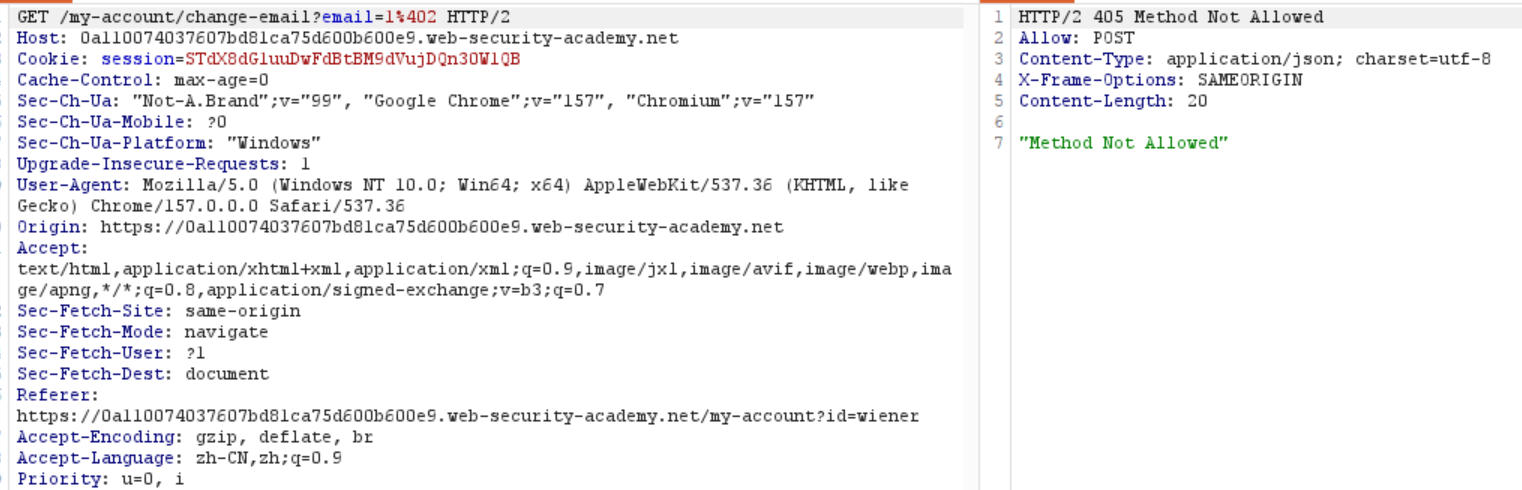 GET /my-account/change-email?email=1%402 HTTP/2
Host: 0a110074037607bd81ca75d600b600e9.web-security-academy.net
Cookie: session=STdX8dG1uuDwFdBtBM9dVujDQn30W1QB
Cache-Control: max-age=0
Sec-Ch-Ua: "Not-A.Brand";v="99", "Google Chrome";v="157", "Chromium";v="157"
Sec-Ch-Ua-Mobile: ?0
Sec-Ch-Ua-Platform: "Windows"
Upgrade-Insecure-Requests: 1
User-Agent: Mozilla/5.0 (Windows NT 10.0; Win64; x64) AppleWebKit/537.36 (KHTML, like
Gecko) Chrome/157.0.0.0 Safari/537.36
Origin: https://0a110074037607bd81ca75d600b600e9.web-security-academy.net
Accept:
text/html,application/xhtml+xml,application/xml;q=0.9,image/jxl,image/avif,image/webp,ima
ge/apng,*/*;q=0.8,application/signed-exchange;v=b3;q=0.7
Sec-Fetch-Site: same-origin
Sec-Fetch-Mode: navigate
Sec-Fetch-User: ?1
Sec-Fetch-Dest: document
Referer:
https://0a110074037607bd81ca75d600b600e9.web-security-academy.net/my-account?id=wiener
Accept-Encoding: gzip, deflate, br
Accept-Language: zh-CN,zh;q=0.9
Priority: u=0, i
1 HTTP/2 405 Method Not Allowed
2 Allow: POST
3 Content-Type: application/json; charset=utf-8
4 X-Frame-Options: SAMEORIGIN
5 Content-Length: 20
6
7 "Method Not Allowed"